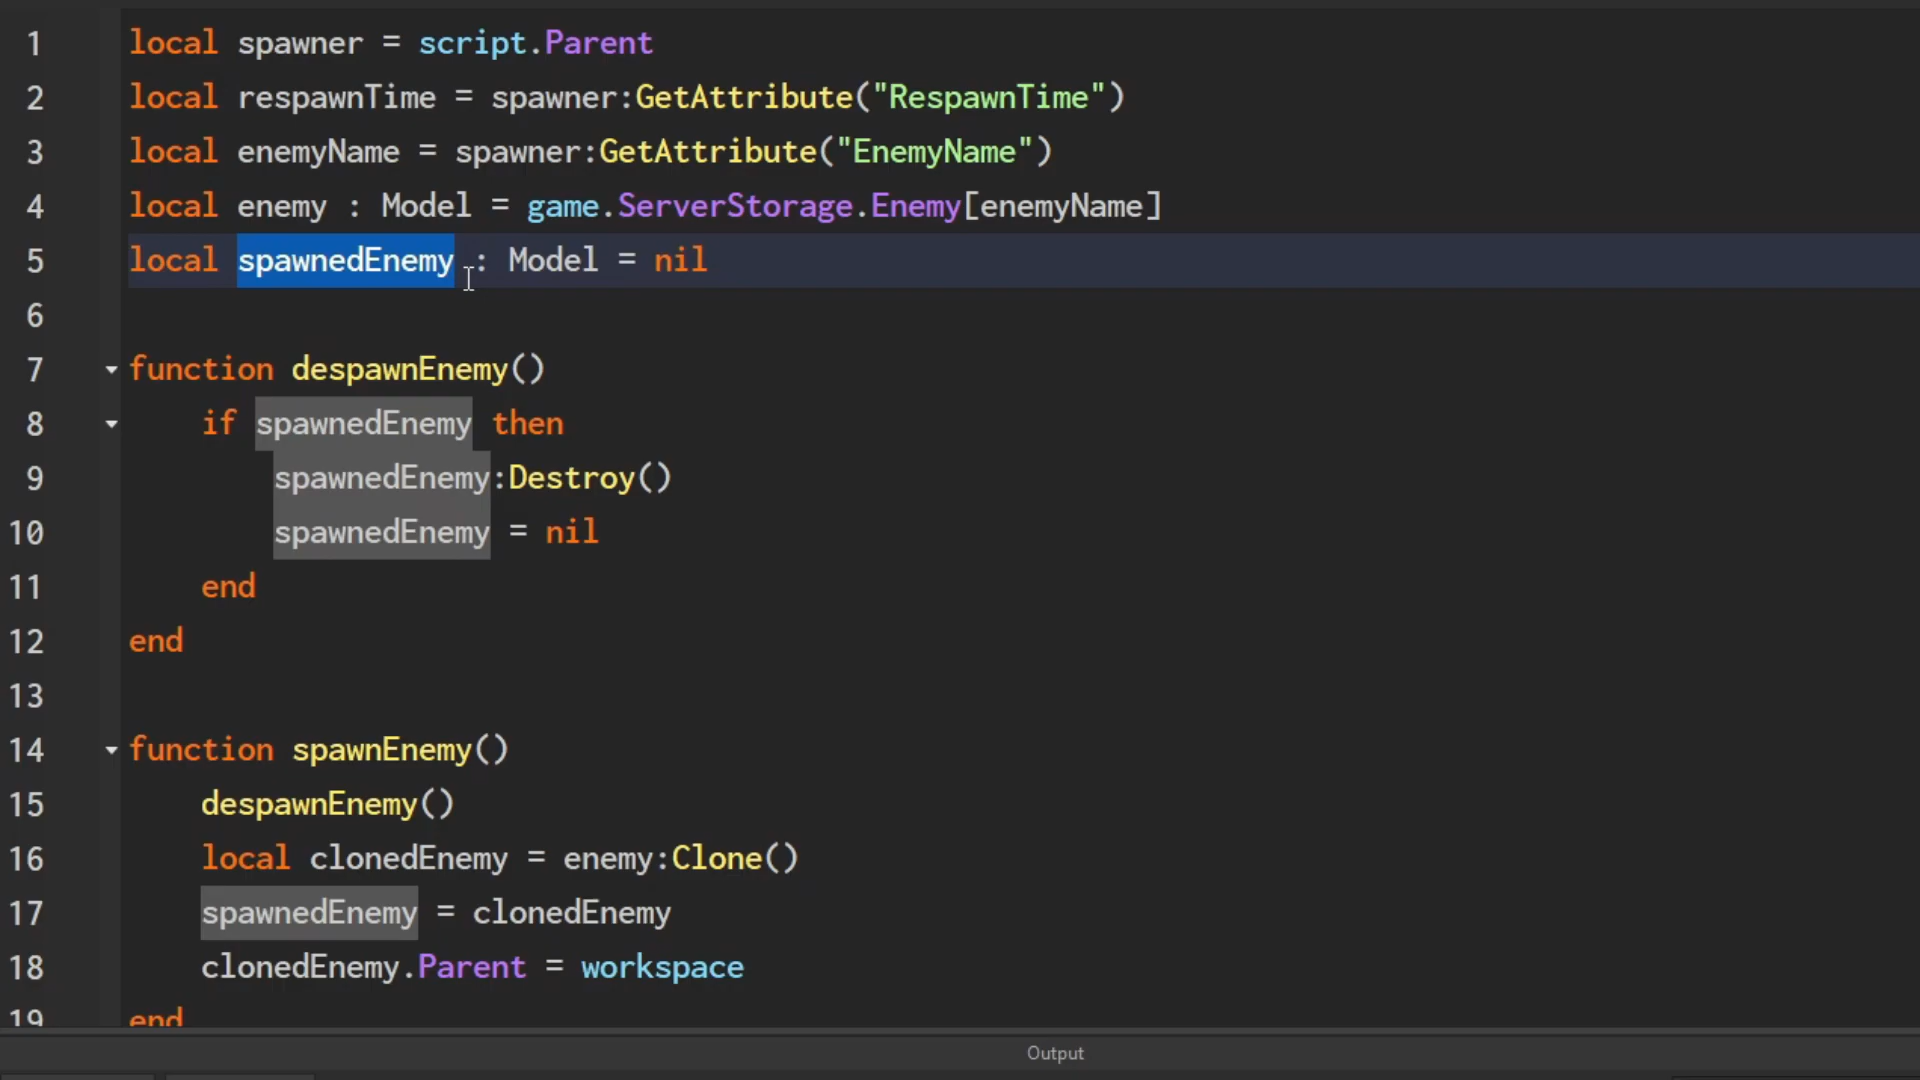 1 local spawner = script.Parent
2 local respawnTime = spawner:GetAttribute("RespawnTime")
3 local enemyName = spawner:GetAttribute("EnemyName")
4 local enemy : Model = game.ServerStorage.Enemy[enemyName]
5 local spawnedEnemy : Model = nil
6
7 function despawnEnemy()
8 if spawnedEnemy then
9 spawnedEnemy:Destroy()
10 spawnedEnemy = nil
11 end
12 end
13
14 function spawnEnemy()
15 despawnEnemy()
16 local clonedEnemy = enemy:Clone()
17 spawnedEnemy = clonedEnemy
18 clonedEnemy.Parent = workspace
19 end
Output